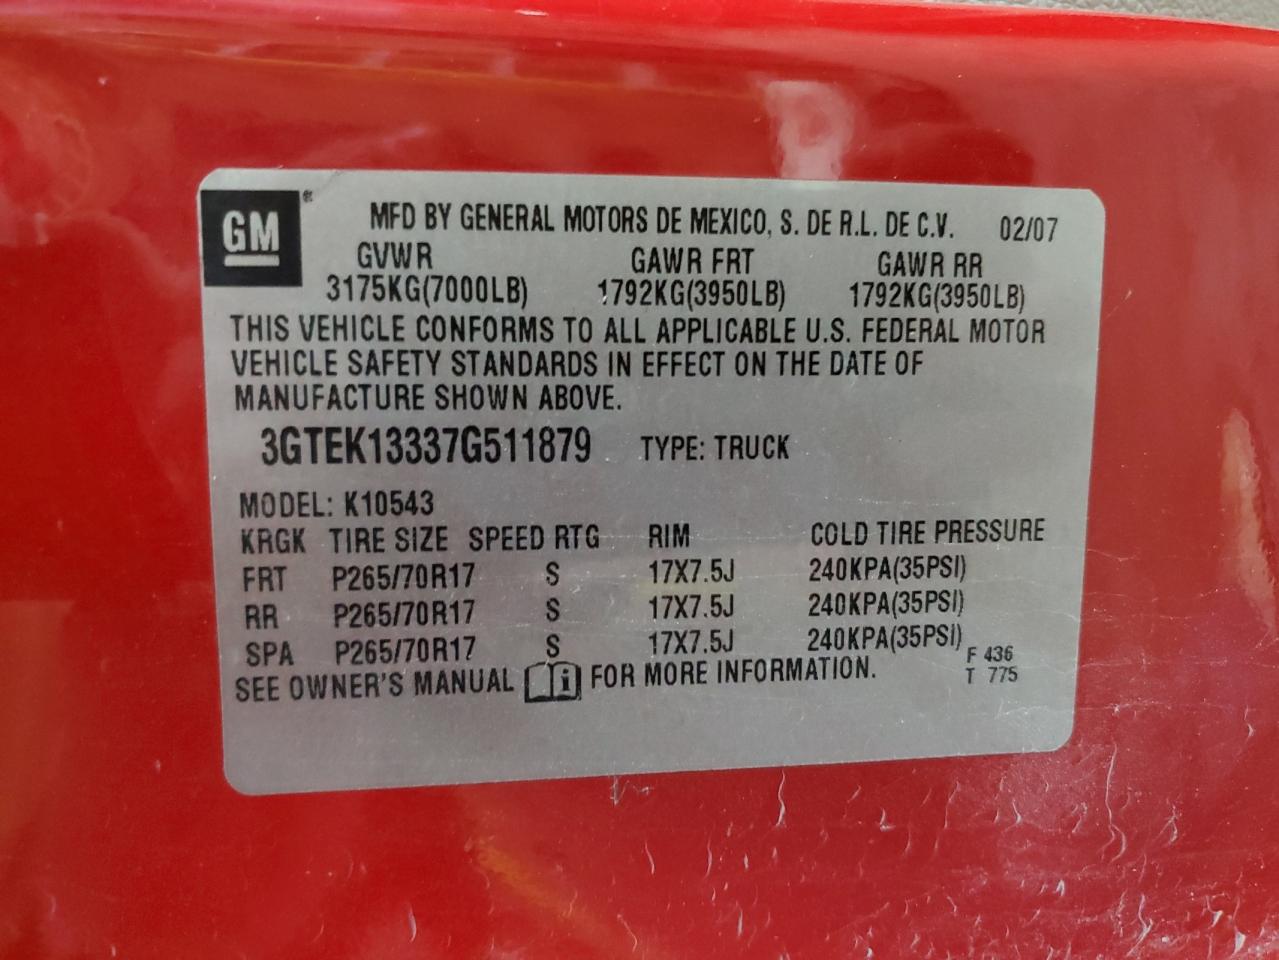 GM ® MFD BY GENERAL MOTORS DE MEXICO, S. DE R.L. DE C.V. 02/07
GVWR GAWR FRT GAWR RR
3175KG(7000LB) 1792KG(3950LB) 1792KG(3950LB)
THIS VEHICLE CONFORMS TO ALL APPLICABLE U.S. FEDERAL MOTOR
VEHICLE SAFETY STANDARDS IN EFFECT ON THE DATE OF
MANUFACTURE SHOWN ABOVE.
3GTEK13337G511879 TYPE: TRUCK
MODEL: K10543
KRGK TIRE SIZE SPEED RTG RIM COLD TIRE PRESSURE
FRT P265/70R17 S 17X7.5J 240KPA(35PSI)
RR P265/70R17 S 17X7.5J 240KPA(35PSI)
SPA P265/70R17 S 17X7.5J 240KPA(35PSI)
SEE OWNER'S MANUAL i FOR MORE INFORMATION.
F 436
T 775